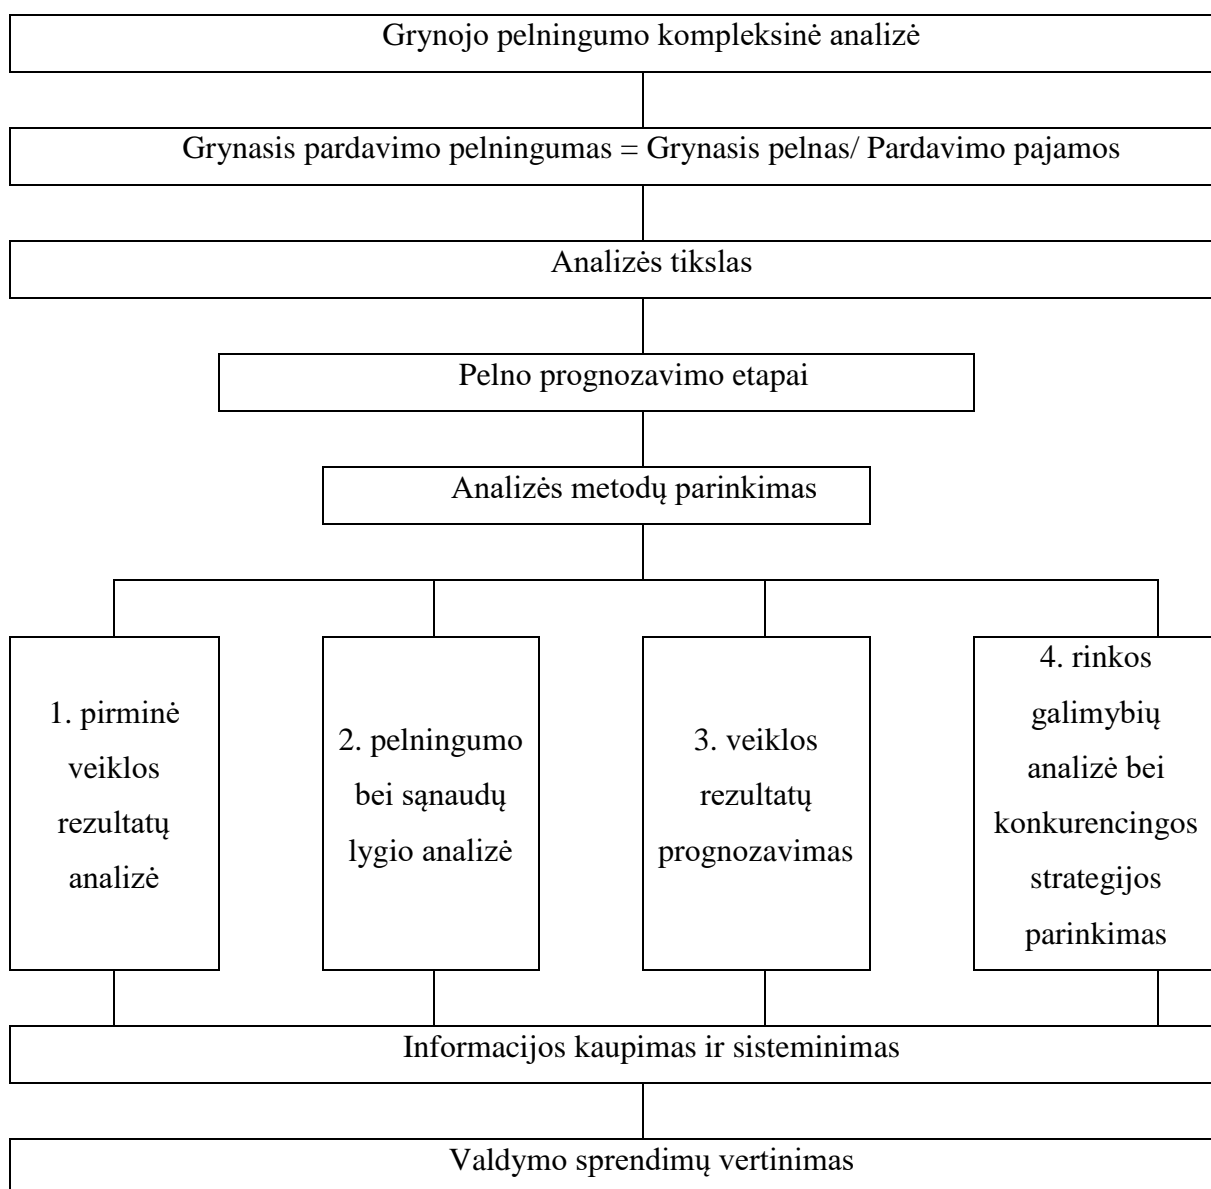 Grynojo pelningumo kompleksinė analizė
Grynasis pardavimo pelningumas = Grynasis pelnas/ Pardavimo pajamos
Analizės tikslas
Pelno prognozavimo etapai
Analizės metodų parinkimas
1. pirminė
veiklos
rezultatų
analizė
2. pelningumo
bei sąnaudų
lygio analizė
3. veiklos
rezultatų
prognozavimas
4. rinkos
galimybių
analizė bei
konkurencingos
strategijos
parinkimas
Informacijos kaupimas ir sisteminimas
Valdymo sprendimų vertinimas